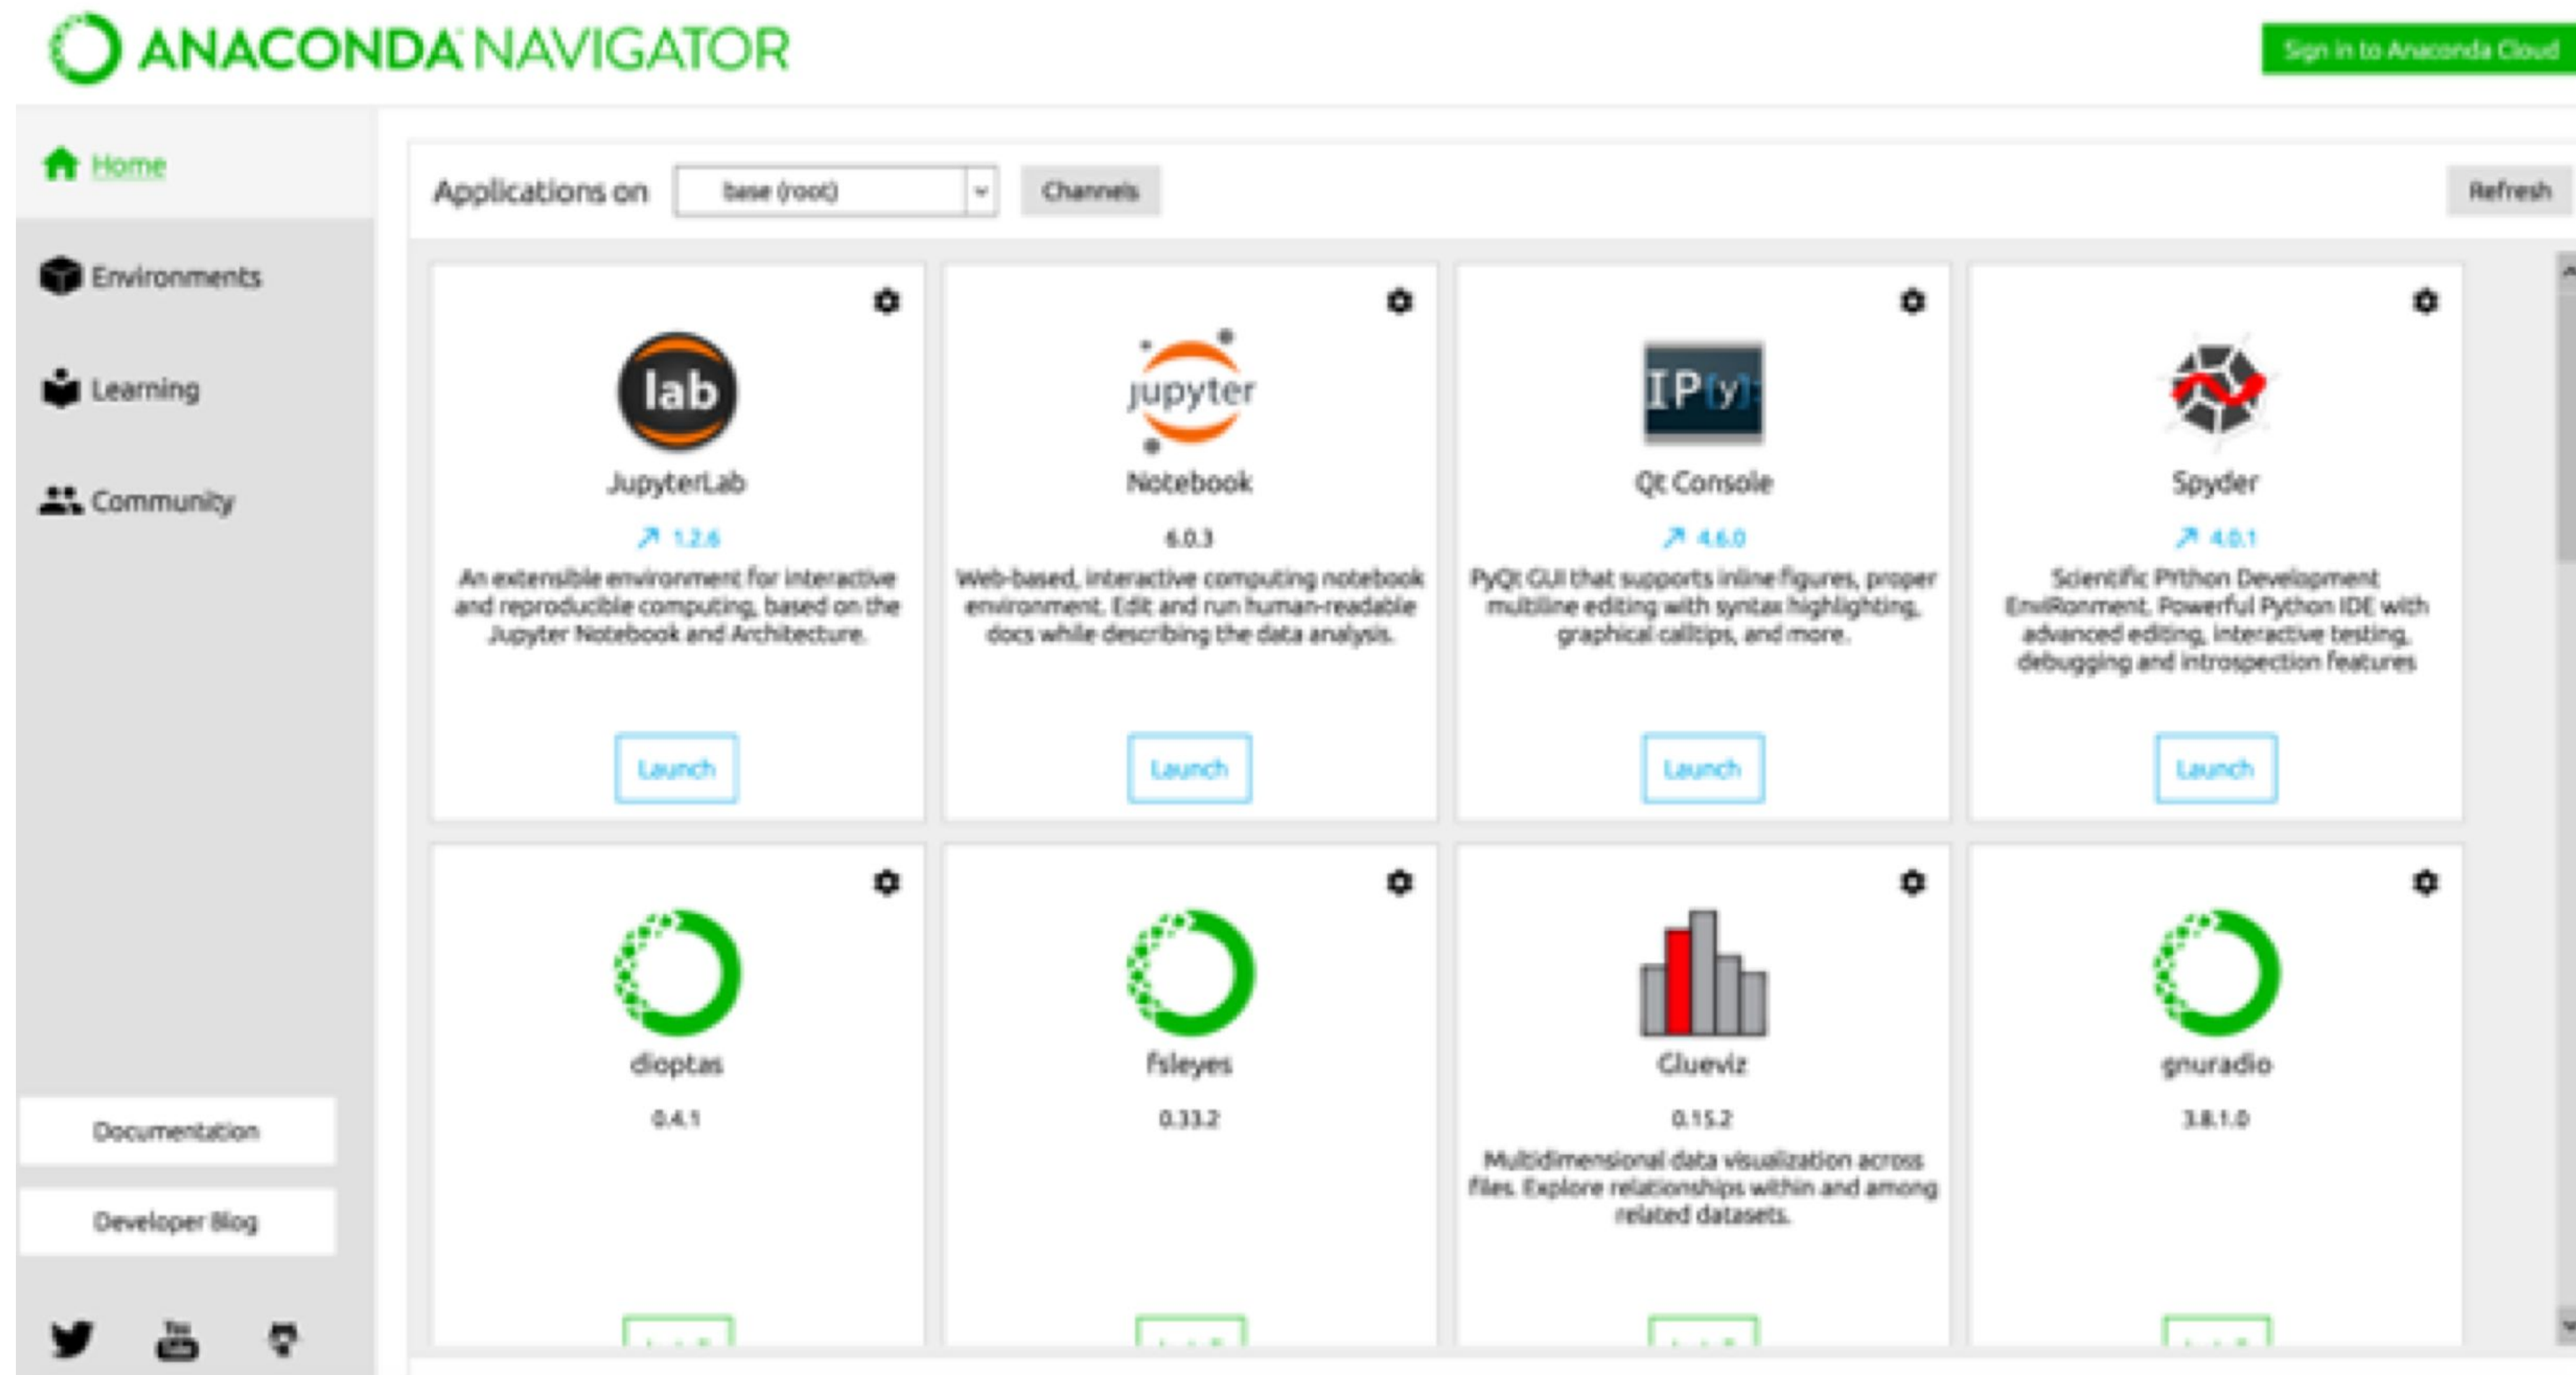 ANACONDA NAVIGATOR
Sign in to Anaconda Cloud
Home
Environments
Learning
Community
Documentation
Developer Blog
You
Tube
Applications on
base (root)
Channels
Refresh
lab
JupyterLab
1.2.6
An extensible environment for interactive
and reproducible computing, based on the
Jupyter Notebook and Architecture.
Launch
jupyter
Notebook
6.0.3
Web-based, interactive computing notebook
environment. Edit and run human-readable
docs while describing the data analysis.
Launch
IP[y]:
Qt Console
4.6.0
PyQt GUI that supports inline figures, proper
multiline editing with syntax highlighting,
graphical calltips, and more.
Launch
Spyder
4.0.1
Scientific PYthon Development
EnviRonment. Powerful Python IDE with
advanced editing, interactive testing,
debugging and introspection features
Launch
dioptas
0.4.1
fsleyes
0.33.2
Glueviz
0.15.2
Multidimensional data visualization across
files. Explore relationships within and among
related datasets.
gnuradio
3.8.1.0